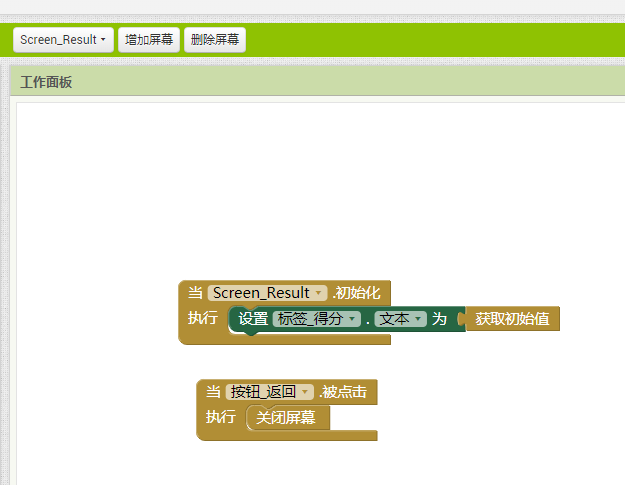 Screen_Result 增加屏幕 删除屏幕
工作面板
当 Screen_Result .初始化
执行 设置 标签_得分 . 文本 为 获取初始值
当 按钮_返回 .被点击
执行 关闭屏幕